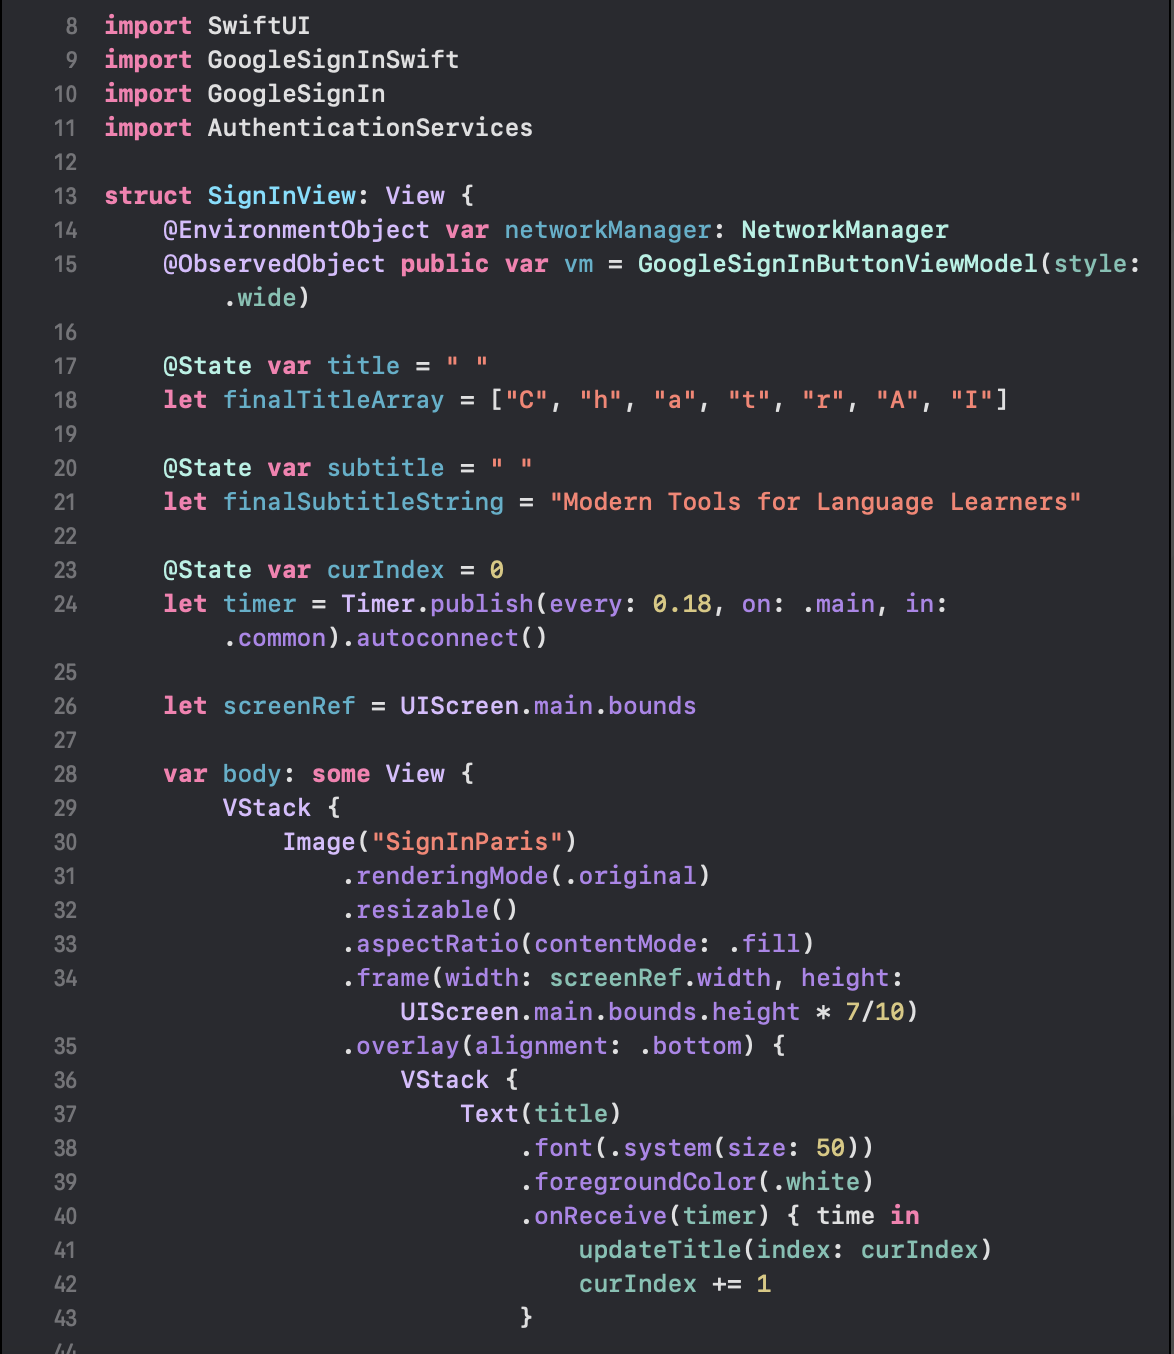 8 import SwiftUI
9 import GoogleSignInSwift
10 import GoogleSignIn
11 import AuthenticationServices
12
13 struct SignInView: View {
14     @EnvironmentObject var networkManager: NetworkManager
15     @ObservedObject public var vm = GoogleSignInButtonViewModel(style:
        .wide)
16
17     @State var title = " "
18     let finalTitleArray = ["C", "h", "a", "t", "r", "A", "I"]
19
20     @State var subtitle = " "
21     let finalSubtitleString = "Modern Tools for Language Learners"
22
23     @State var curIndex = 0
24     let timer = Timer.publish(every: 0.18, on: .main, in:
        .common).autoconnect()
25
26     let screenRef = UIScreen.main.bounds
27
28     var body: some View {
29         VStack {
30             Image("SignInParis")
31                 .renderingMode(.original)
32                 .resizable()
33                 .aspectRatio(contentMode: .fill)
34                 .frame(width: screenRef.width, height:
                    UIScreen.main.bounds.height * 7/10)
35                 .overlay(alignment: .bottom) {
36                     VStack {
37                         Text(title)
38                             .font(.system(size: 50))
39                             .foregroundColor(.white)
40                             .onReceive(timer) { time in
41                                 updateTitle(index: curIndex)
42                                 curIndex += 1
43                             }
44